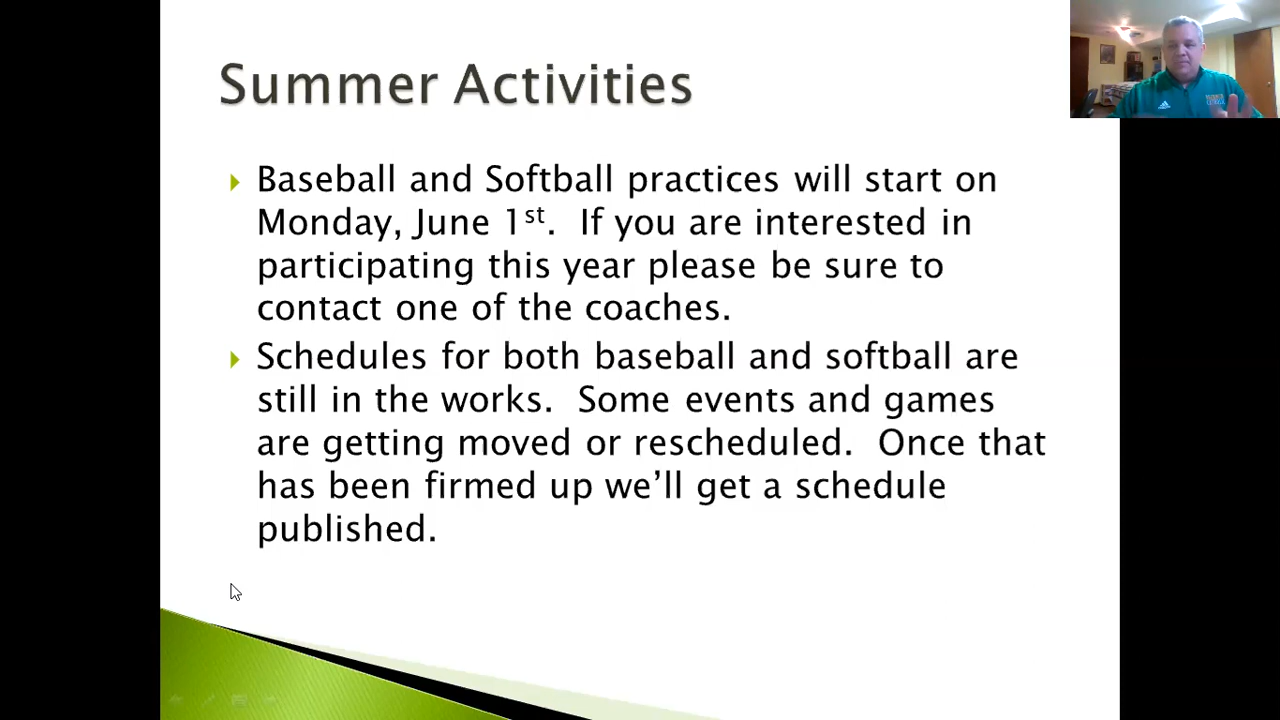 Summer Activities
Baseball and Softball practices will start on
Monday, June 1st.  If you are interested in
participating this year please be sure to
contact one of the coaches.
Schedules for both baseball and softball are
still in the works.  Some events and games
are getting moved or rescheduled.  Once that
has been firmed up we’ll get a schedule
published.